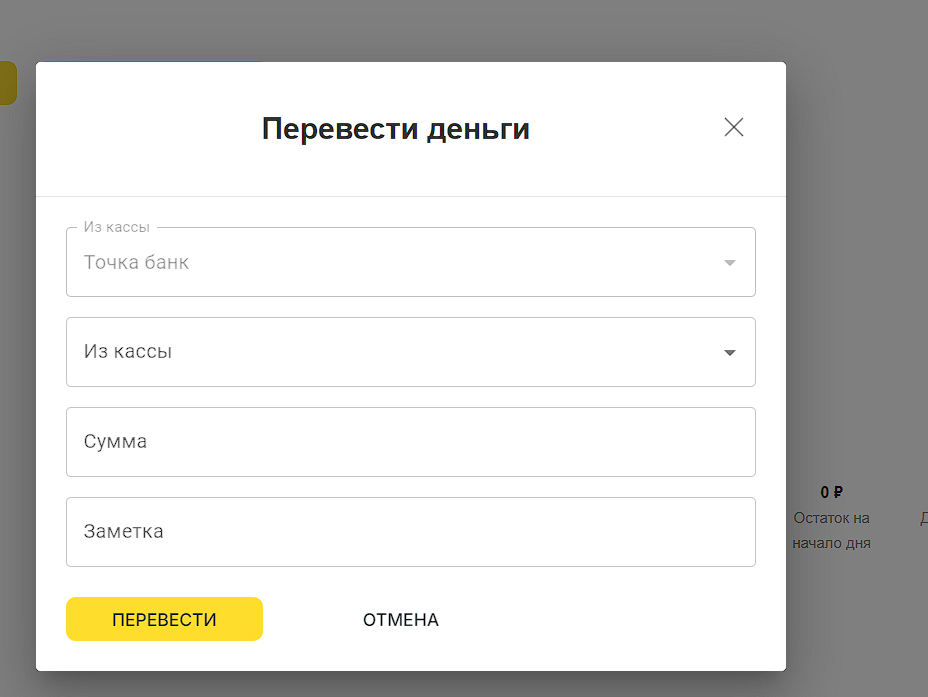 Перевести деньги
Из кассы
Точка банк
Из кассы
Сумма
Заметка
0 ₽
Остаток на
начало дня
ПЕРЕВЕСТИ
ОТМЕНА